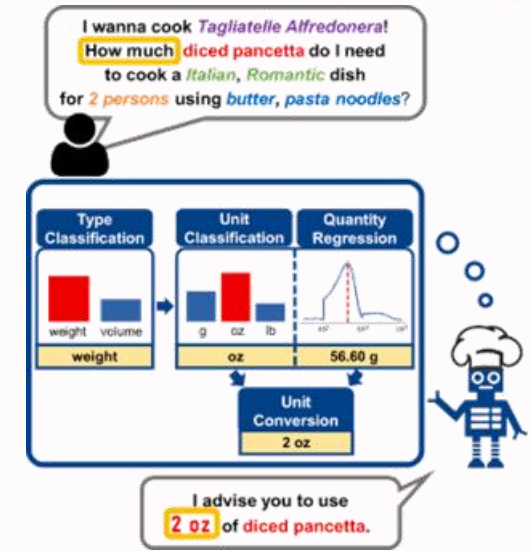 I wanna cook Tagliatelle Alfredonera!
How much diced pancetta do I need
to cook a Italian, Romantic dish
for 2 persons using butter, pasta noodles?
Type
Classification
weight volume
weight
Unit
Classification
g oz lb
oz
Quantity
Regression
56.60 g
Unit
Conversion
2 oz
I advise you to use
2 oz of diced pancetta.